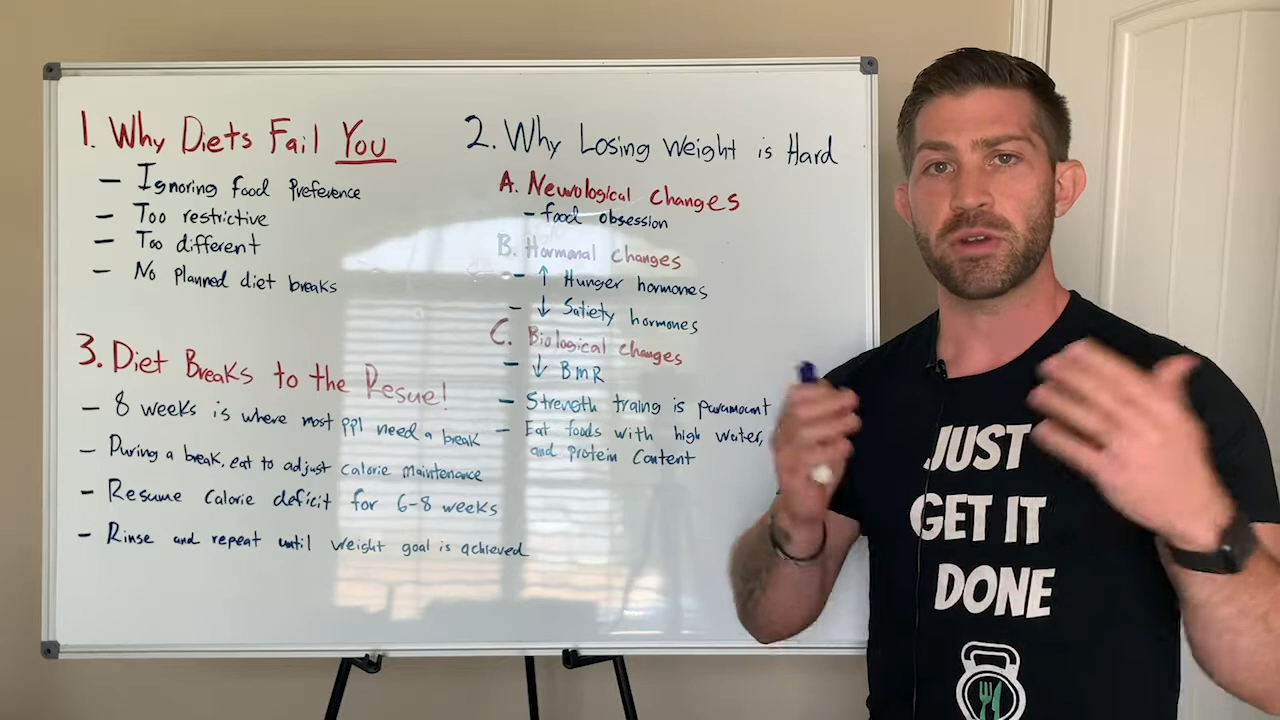 1. Why Diets Fail You
- Ignoring food preference
- Too restrictive
- Too different
- No planned diet breaks
2. Why Losing Weight is Hard
A. Neurological changes
- food obsession
B. Hormonal changes
- ↑ Hunger hormones
- ↓ Satiety hormones
C. Biological changes
- ↓ BMR
- Strength traing is paramount
- Eat foods with high water,
and protein content
3. Diet Breaks to the Resue!
- 8 weeks is where most ppl need a break
- During a break, eat to adjust calorie maintenance
- Resume calorie deficit for 6-8 weeks
- Rinse and repeat until weight goal is achieved
JUST
GET IT
DONE